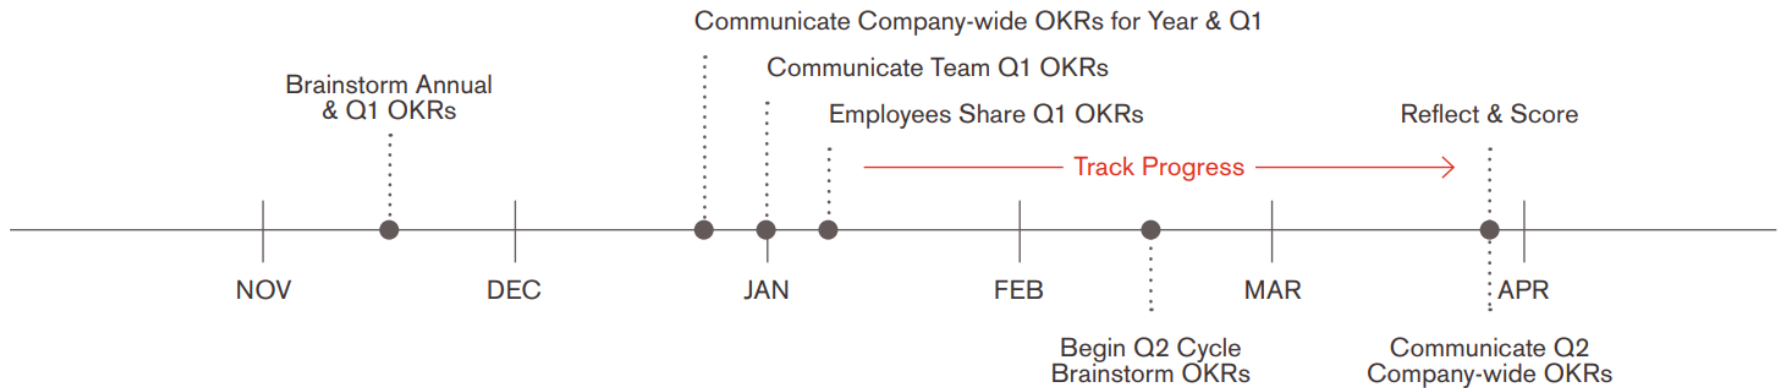 Communicate Company-wide OKRs for Year & Q1
Communicate Team Q1 OKRs
Brainstorm Annual
& Q1 OKRs
Employees Share Q1 OKRs
Reflect & Score
Track Progress
NOV
DEC
JAN
FEB
MAR
APR
Begin Q2 Cycle
Brainstorm OKRs
Communicate Q2
Company-wide OKRs